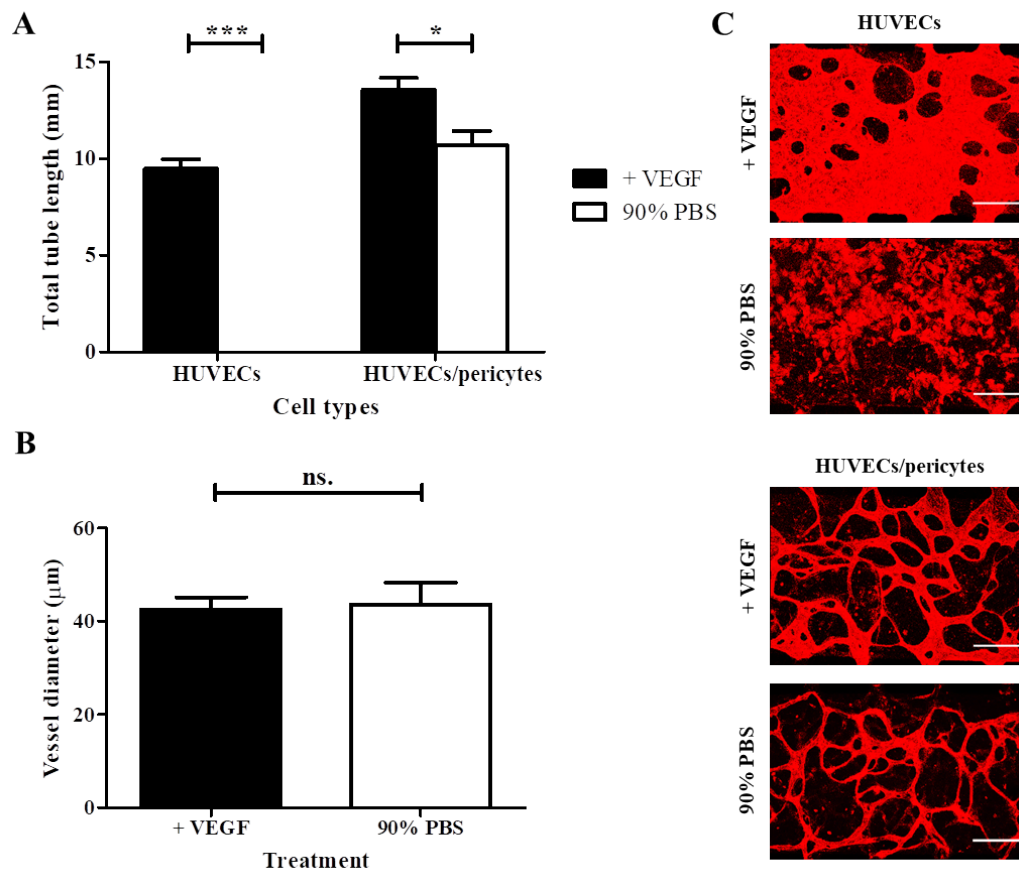 A
***
*
Total tube length (mm)
15
10
5
0
HUVECs
HUVECs/pericytes
Cell types
+ VEGF
90% PBS
B
ns.
Vessel diameter (µm)
60
40
20
0
+ VEGF
90% PBS
Treatment
C
HUVECs
+ VEGF
90% PBS
HUVECs/pericytes
+ VEGF
90% PBS